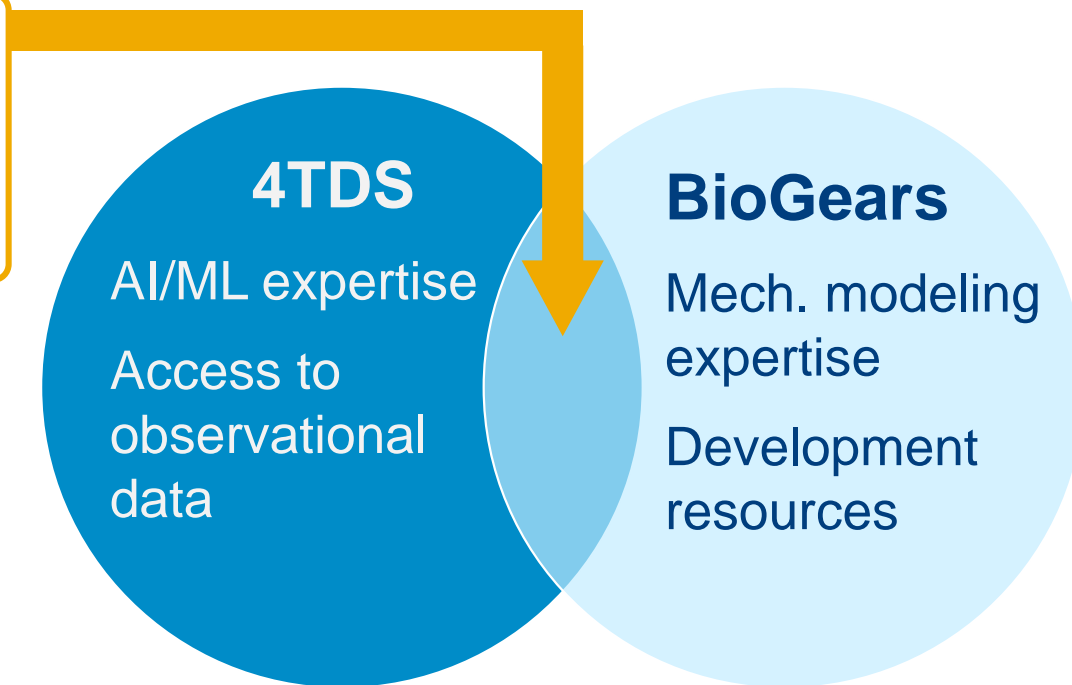 4TDS
AI/ML expertise
Access to
observational
data
BioGears
Mech. modeling
expertise
Development
resources